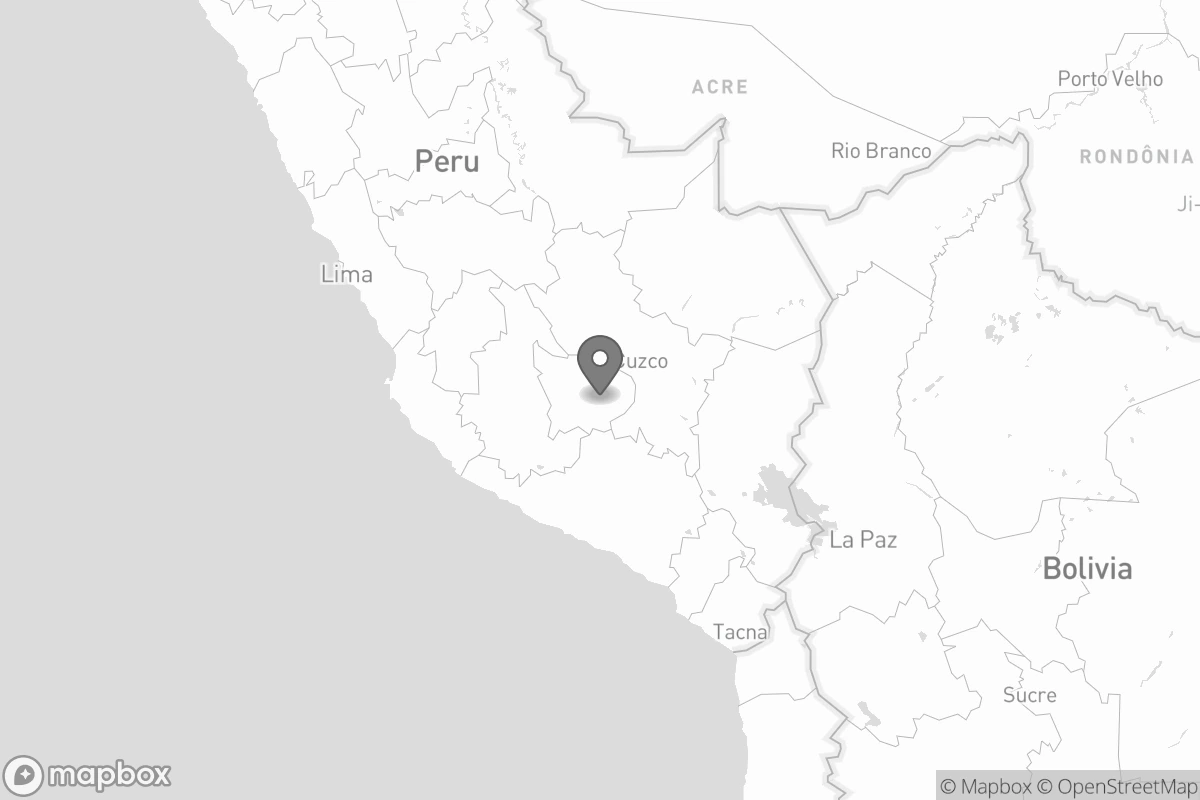 ACRE
Porto Velho
Peru
Rio Branco
RONDÔNIA
Ji-
Lima
Cuzco
La Paz
Bolivia
Tacna
Sucre
mapbox
© Mapbox © OpenStreetMap